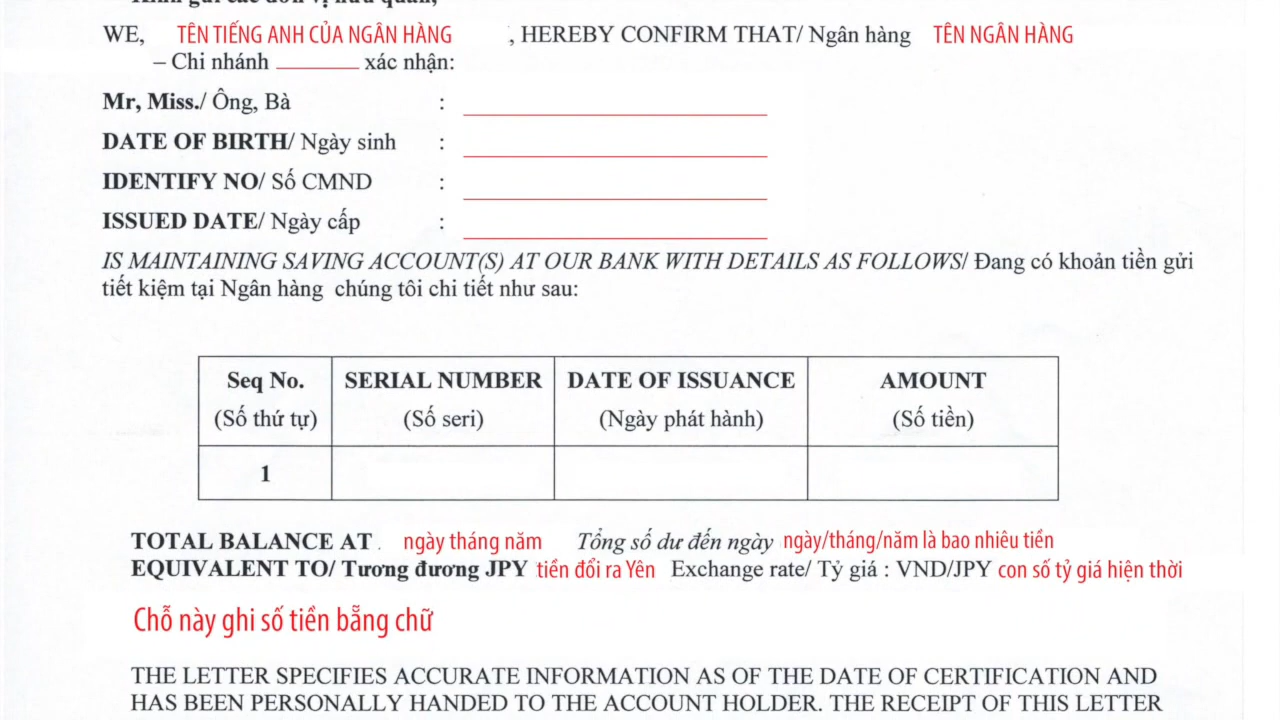 Kính gửi các đơn vị hữu quan,
WE, TÊN TIẾNG ANH CỦA NGÂN HÀNG , HEREBY CONFIRM THAT/ Ngân hàng TÊN NGÂN HÀNG
– Chi nhánh xác nhận:
Mr, Miss./ Ông, Bà :
DATE OF BIRTH/ Ngày sinh :
IDENTIFY NO/ Số CMND :
ISSUED DATE/ Ngày cấp :
IS MAINTAINING SAVING ACCOUNT(S) AT OUR BANK WITH DETAILS AS FOLLOWS/ Đang có khoản tiền gửi
tiết kiệm tại Ngân hàng chúng tôi chi tiết như sau:
Seq No. SERIAL NUMBER DATE OF ISSUANCE AMOUNT
(Số thứ tự) (Số seri) (Ngày phát hành) (Số tiền)
1
TOTAL BALANCE AT ngày tháng năm Tổng số dư đến ngày ngày/tháng/năm là bao nhiêu tiền
EQUIVALENT TO/ Tương đương JPY tiền đổi ra Yên Exchange rate/ Tỷ giá : VND/JPY con số tỷ giá hiện thời
Chỗ này ghi số tiền bằng chữ
THE LETTER SPECIFIES ACCURATE INFORMATION AS OF THE DATE OF CERTIFICATION AND
HAS BEEN PERSONALLY HANDED TO THE ACCOUNT HOLDER. THE RECEIPT OF THIS LETTER